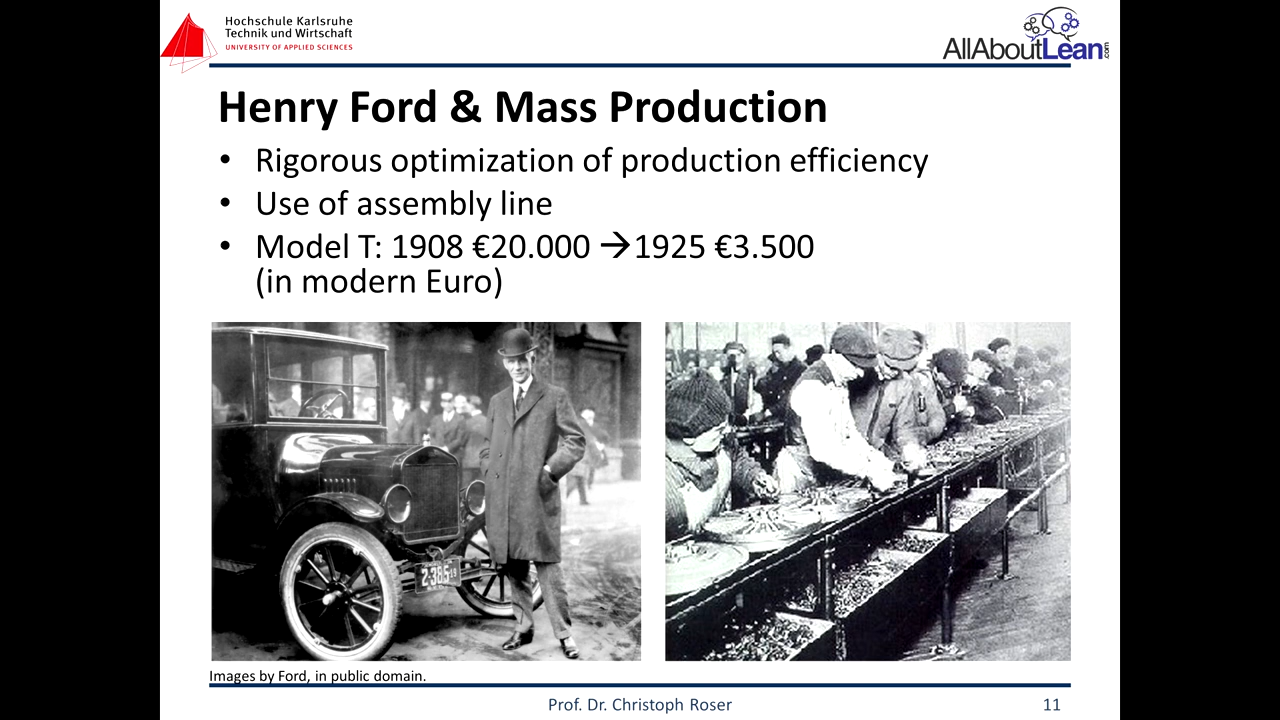 Hochschule Karlsruhe
Technik und Wirtschaft
UNIVERSITY OF APPLIED SCIENCES
AllAboutLean.com
Henry Ford & Mass Production
• Rigorous optimization of production efficiency
• Use of assembly line
• Model T: 1908 €20.000 →1925 €3.500
(in modern Euro)
Images by Ford, in public domain.
Prof. Dr. Christoph Roser
11